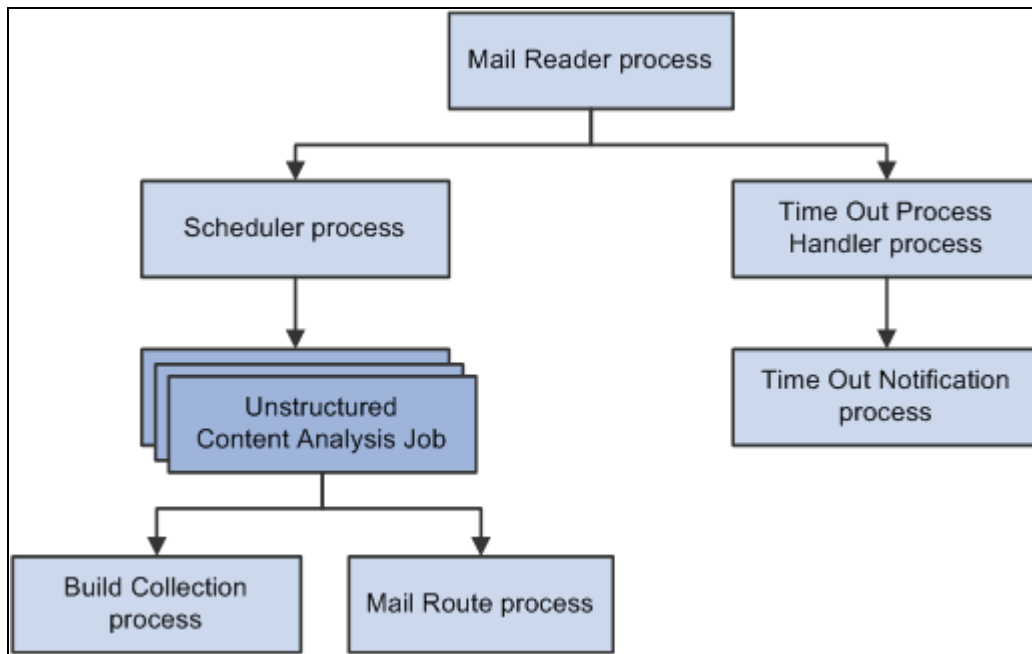 Mail Reader process
Scheduler process
Time Out Process
Handler process
Unstructured
Content Analysis Job
Time Out Notification
process
Build Collection
process
Mail Route process